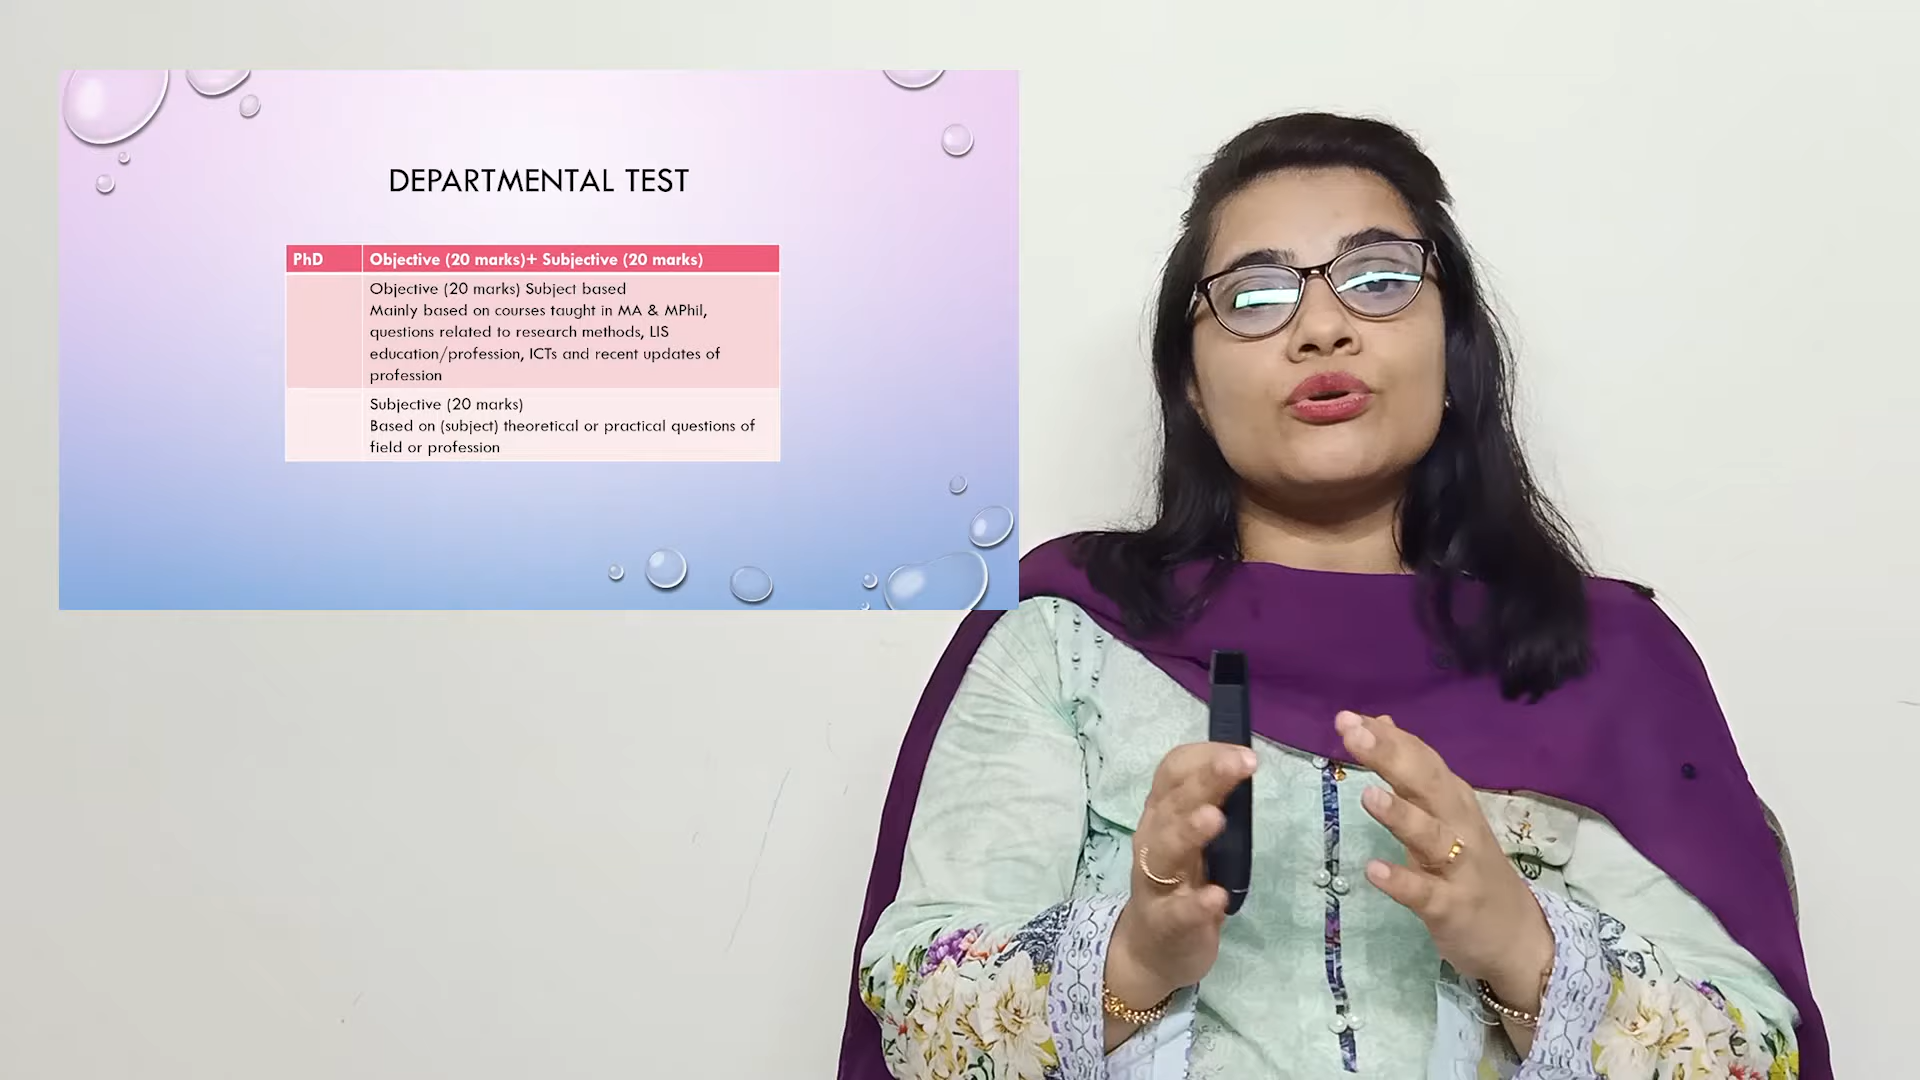 DEPARTMENTAL TEST
PhD Objective (20 marks)+ Subjective (20 marks)
Objective (20 marks) Subject based
Mainly based on courses taught in MA & MPhil,
questions related to research methods, LIS
education/profession, ICTs and recent updates of
profession
Subjective (20 marks)
Based on (subject) theoretical or practical questions of
field or profession